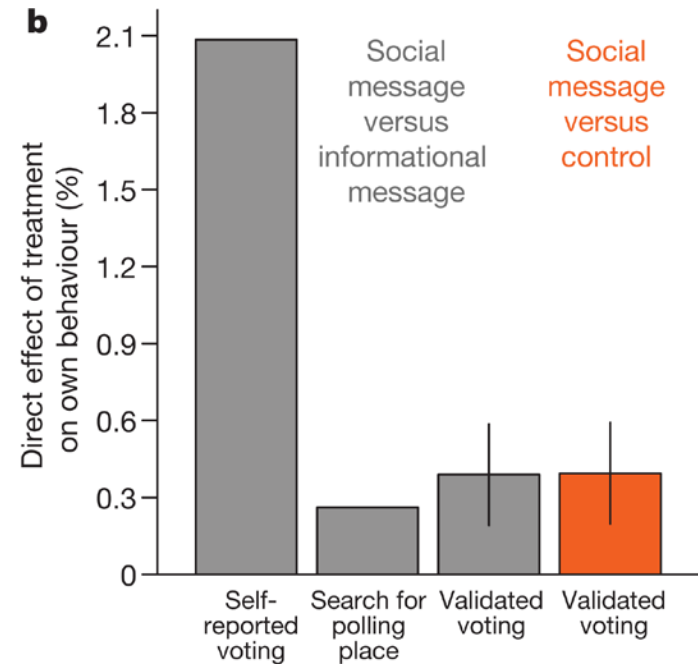 b
Direct effect of treatment
on own behaviour (%)
2.1
1.8
1.5
1.2
0.9
0.6
0.3
0
Social
message
versus
informational
message
Social
message
versus
control
Self-
reported
voting
Search for
polling
place
Validated
voting
Validated
voting